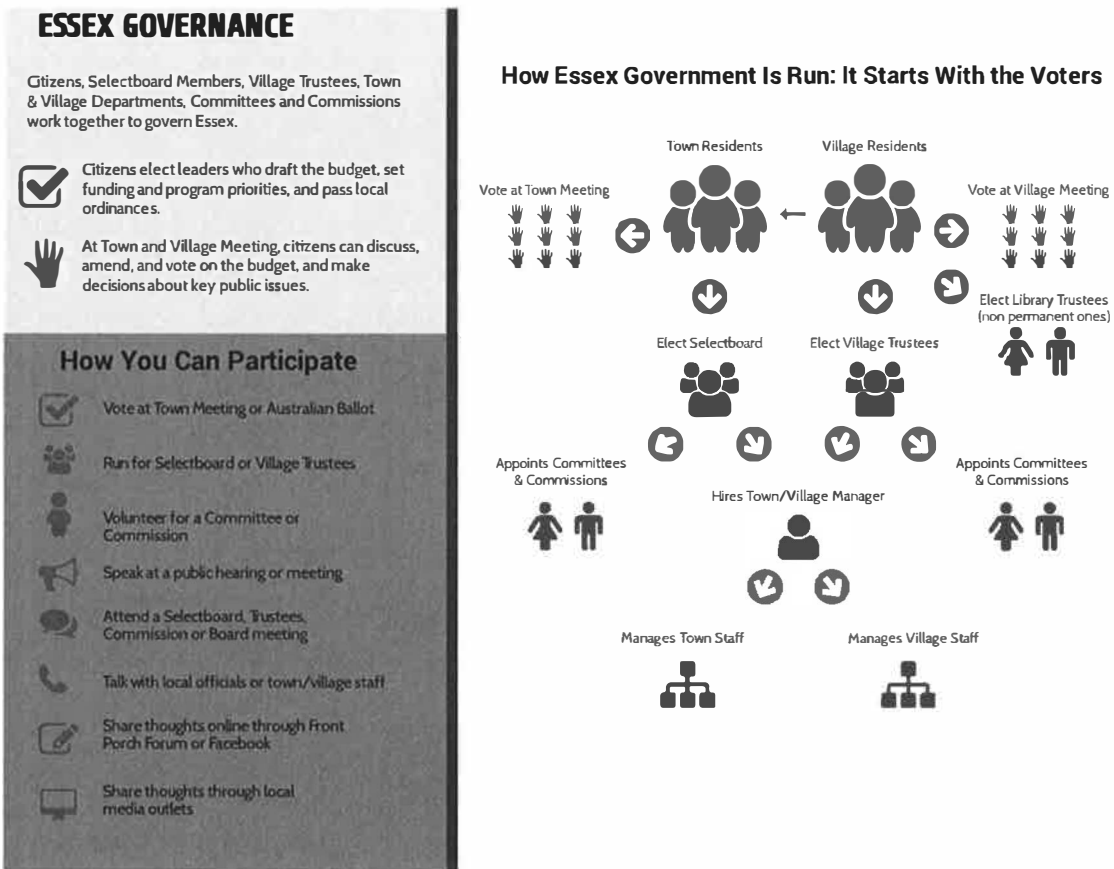 ESSEX GOVERNANCE
Citizens, Selectboard Members, Village Trustees, Town
& Village Departments, Committees and Commissions
work together to govern Essex.
Citizens elect leaders who draft the budget, set
funding and program priorities, and pass local
ordinances.
At Town and Village Meeting, citizens can discuss,
amend, and vote on the budget, and make
decisions about key public issues.
How You Can Participate
Vote at Town Meeting or Australian Ballot
Run for Selectboard or Village Trustees
Volunteer for a Committee or
Commission
Speak at a public hearing or meeting
Attend a Selectboard, Trustees,
Commission or Board meeting
Talk with local officials or town/village staff
Share thoughts online through Front
Porch Forum or Facebook
Share thoughts through local
media outlets
How Essex Government Is Run: It Starts With the Voters
Town Residents
Village Residents
Vote at Town Meeting
Vote at Village Meeting
Elect Library Trustees
(non permanent ones)
Elect Selectboard
Elect Village Trustees
Appoints Committees
& Commissions
Appoints Committees
& Commissions
Hires Town/Village Manager
Manages Town Staff
Manages Village Staff